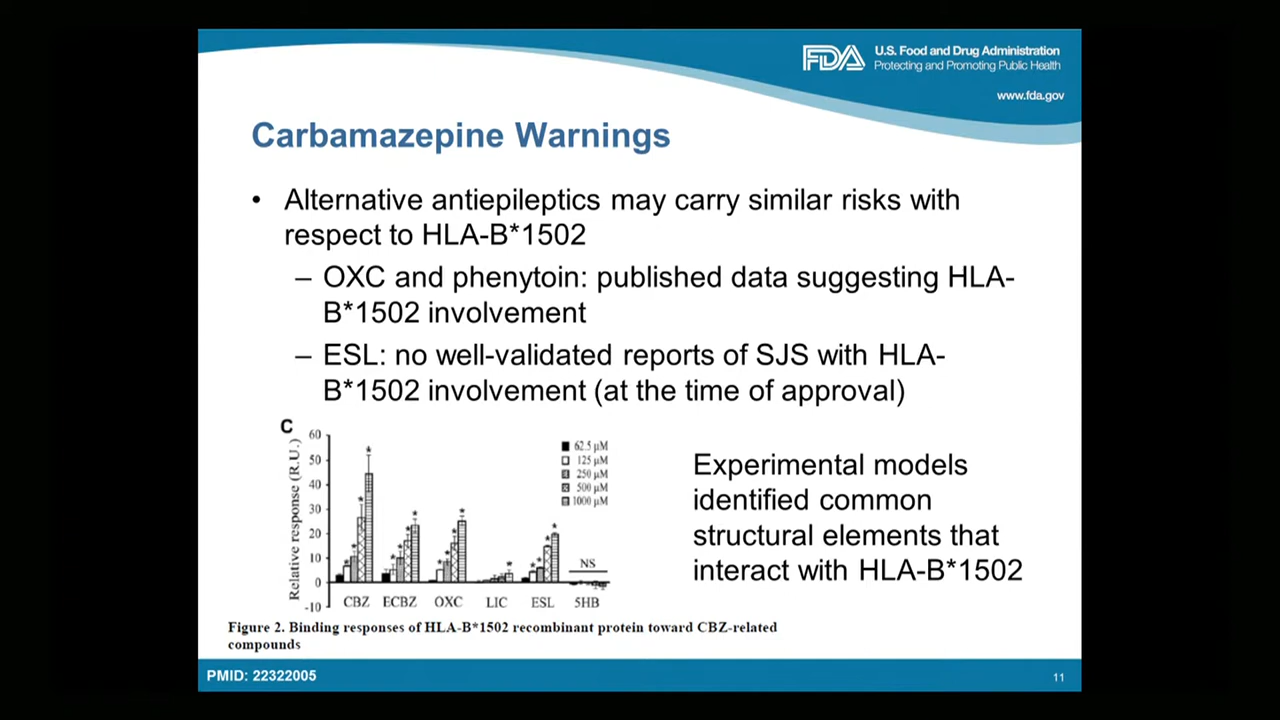 FDA U.S. Food and Drug Administration
Protecting and Promoting Public Health
www.fda.gov
Carbamazepine Warnings
• Alternative antiepileptics may carry similar risks with
respect to HLA-B*1502
– OXC and phenytoin: published data suggesting HLA-
B*1502 involvement
– ESL: no well-validated reports of SJS with HLA-
B*1502 involvement (at the time of approval)
C
Relative response (R.U.)
60
50
40
30
20
10
0
-10
62.5 µM
125 µM
250 µM
500 µM
1000 µM
NS
CBZ ECBZ OXC LIC ESL 5HB
Figure 2. Binding responses of HLA-B*1502 recombinant protein toward CBZ-related
compounds
Experimental models
identified common
structural elements that
interact with HLA-B*1502
PMID: 22322005
11